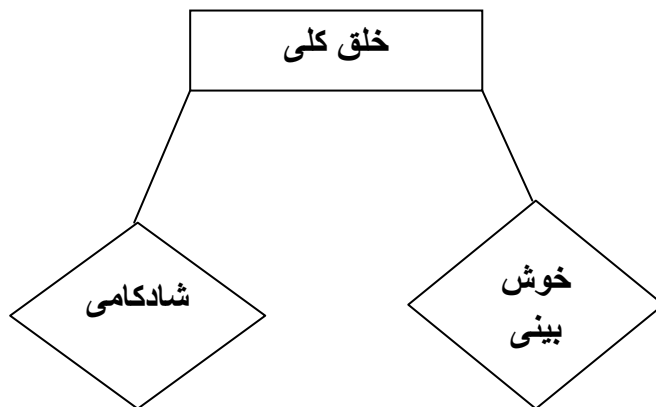 خلق کلی
خوش
بینی
شادکامی